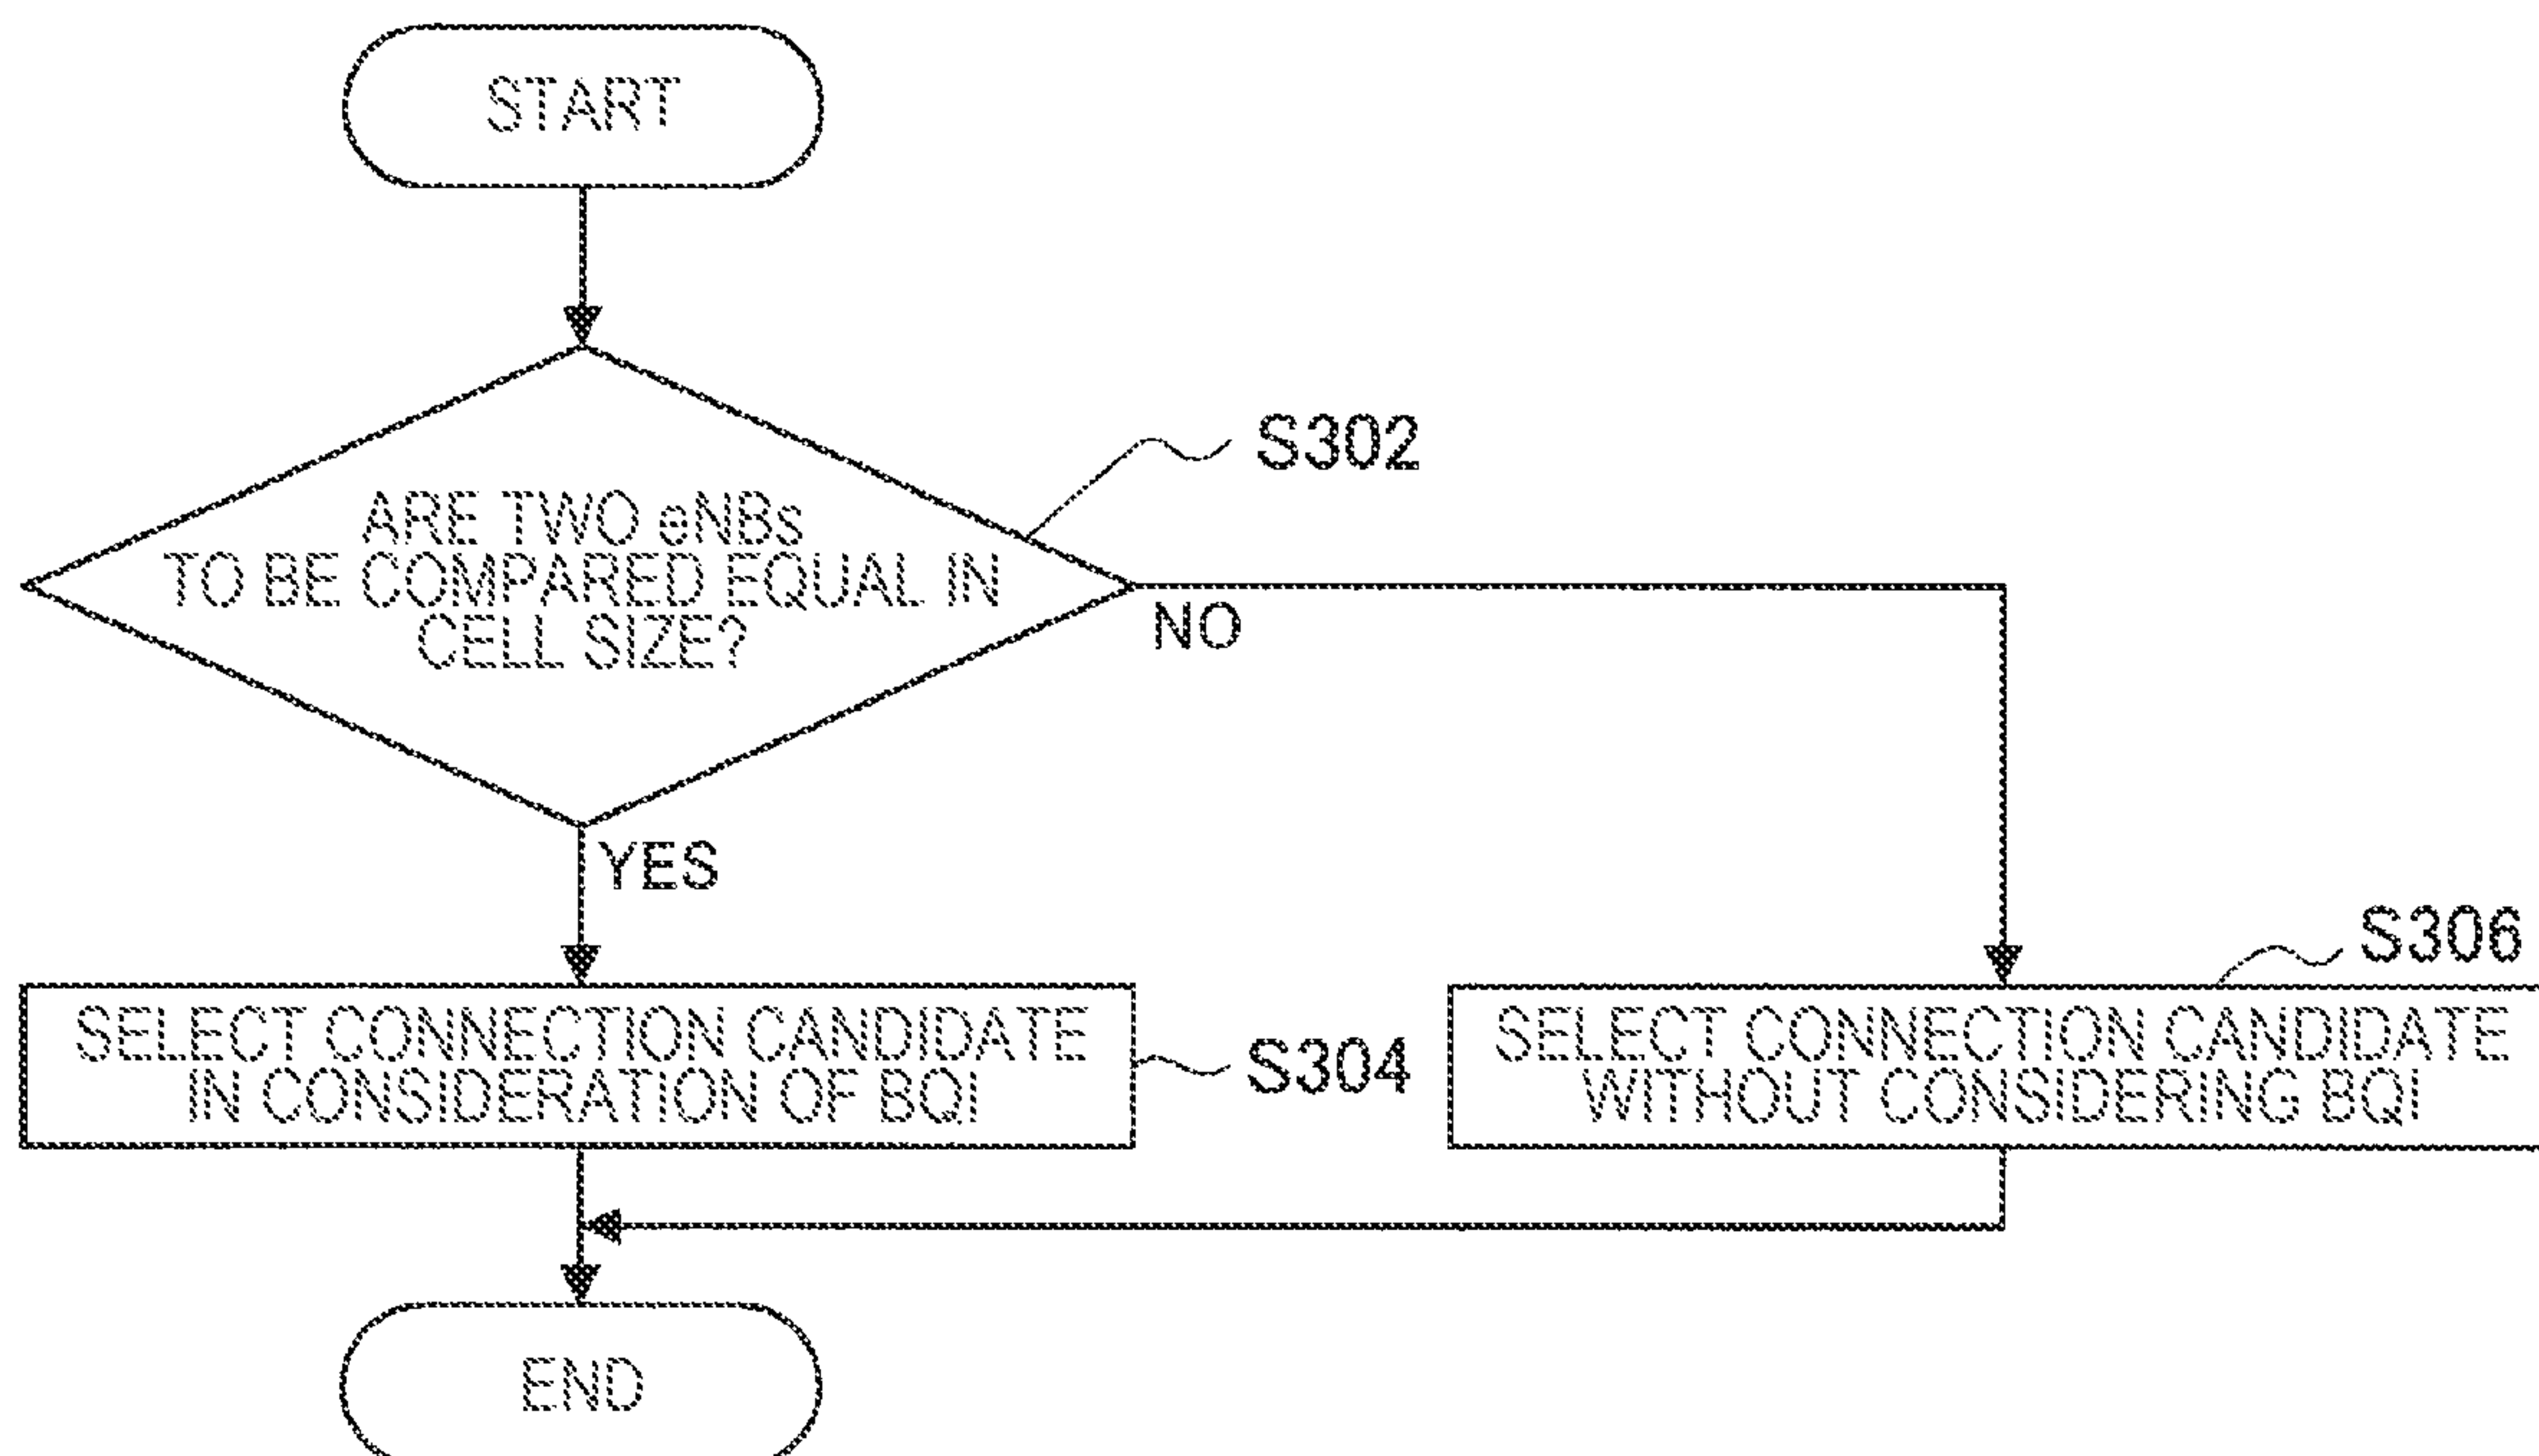 START
S302
ARE TWO eNBs
TO BE COMPARED EQUAL IN
CELL SIZE?
NO
YES
S306
SELECT CONNECTION CANDIDATE
IN CONSIDERATION OF BQI
S304
SELECT CONNECTION CANDIDATE
WITHOUT CONSIDERING BQI
END